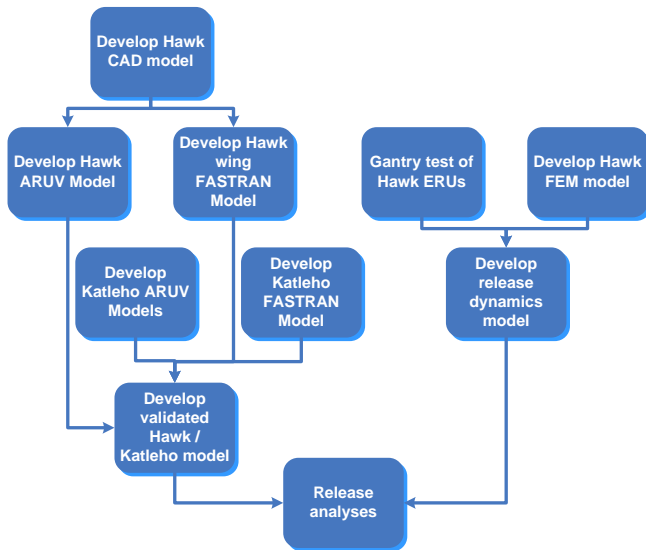 Develop Hawk
CAD model
Develop Hawk
ARUV Model
Develop Hawk
wing
FASTRAN
Model
Gantry test of
Hawk ERUs
Develop Hawk
FEM model
Develop
Katleho ARUV
Models
Develop
Katleho
FASTRAN
Model
Develop
release
dynamics
model
Develop
validated
Hawk /
Katleho model
Release
analyses